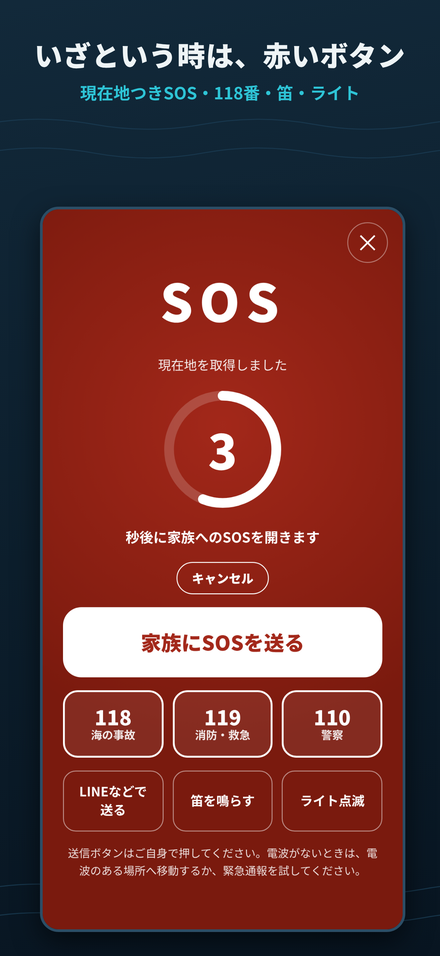 いざという時は、赤いボタン
現在地つきSOS・118番・笛・ライト
SOS
現在地を取得しました
3
秒後に家族へのSOSを開きます
キャンセル
家族にSOSを送る
118
海の事故
119
消防・救急
110
警察
LINEなどで
送る
笛を鳴らす
ライト点滅
送信ボタンはご自身で押してください。電波がないときは、電
波のある場所へ移動するか、緊急通報を試してください。